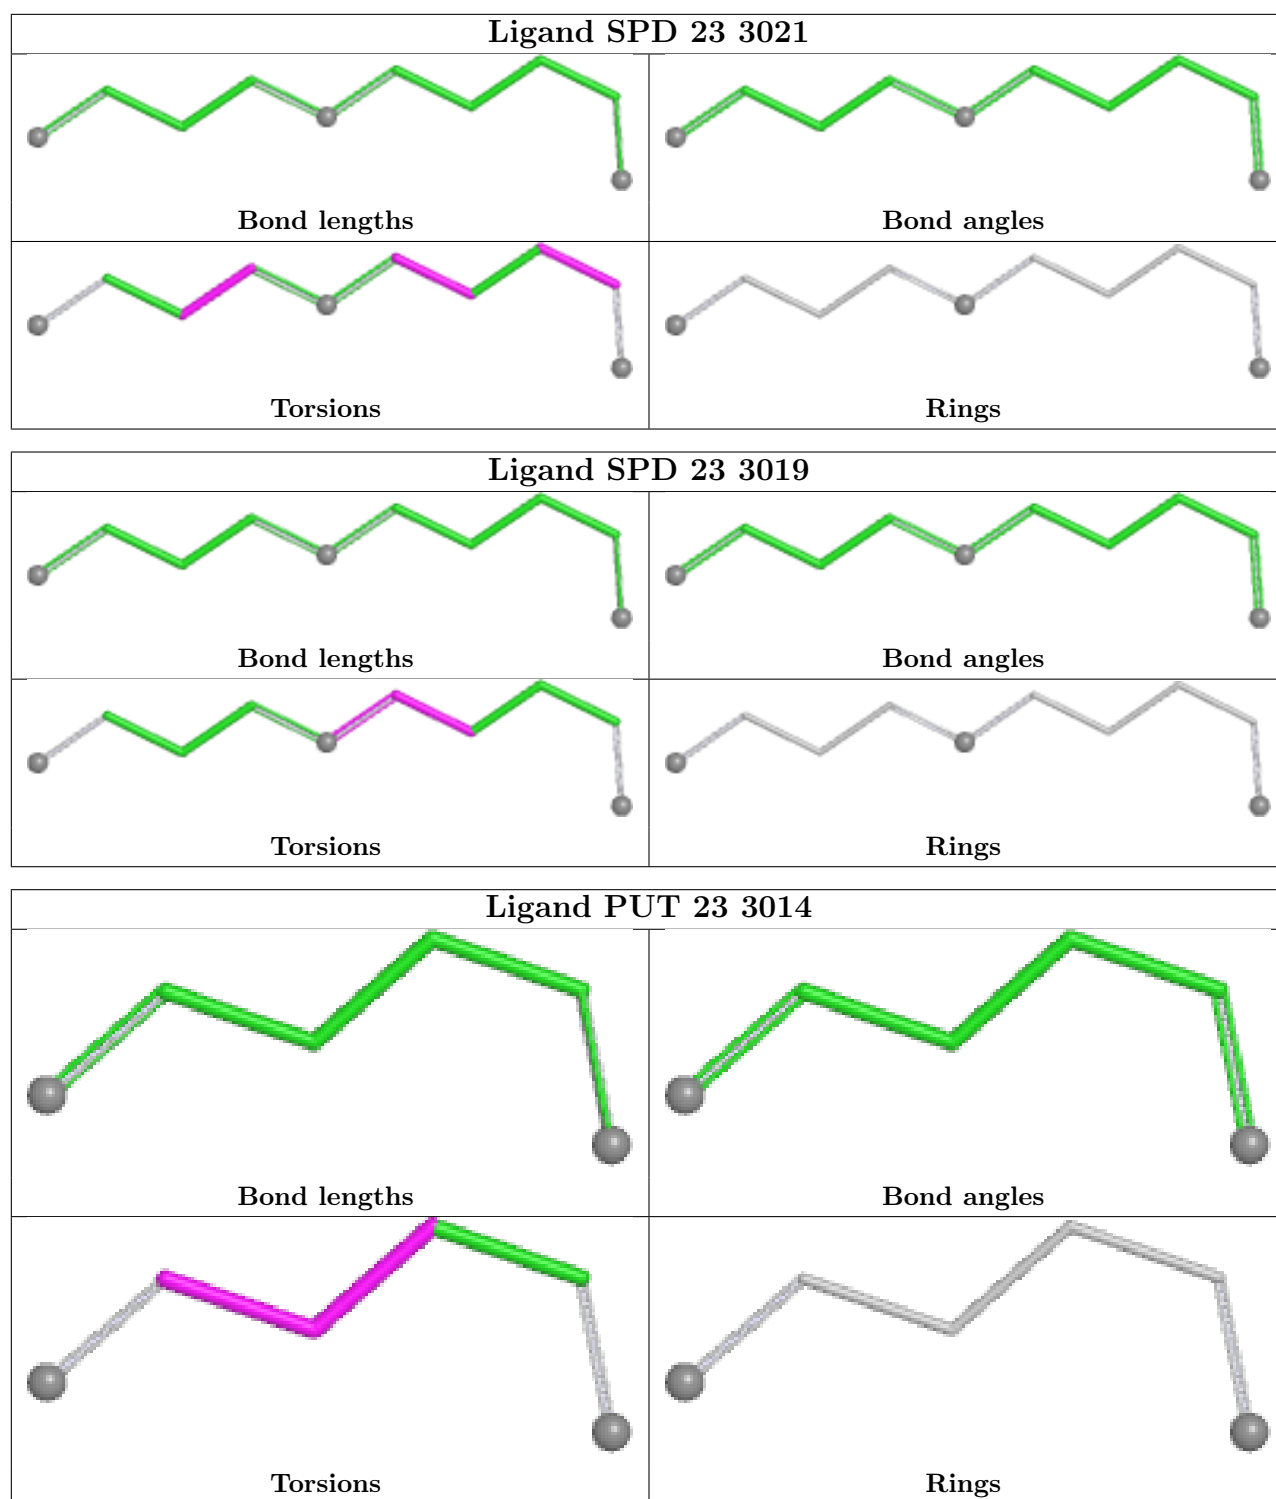 Ligand SPD 23 3021
Bond lengths
Bond angles
Torsions
Rings
Ligand SPD 23 3019
Bond lengths
Bond angles
Torsions
Rings
Ligand PUT 23 3014
Bond lengths
Bond angles
Torsions
Rings